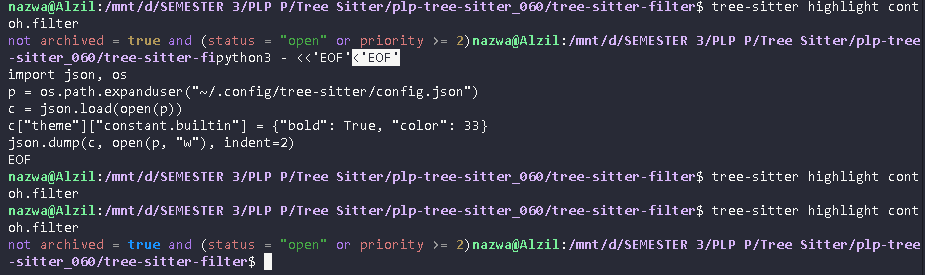 nazwa@Alzil:/mnt/d/SEMESTER 3/PLP P/Tree Sitter/plp-tree-sitter_060/tree-sitter-filter$ tree-sitter highlight cont
oh.filter
not archived = true and (status = "open" or priority >= 2)nazwa@Alzil:/mnt/d/SEMESTER 3/PLP P/Tree Sitter/plp-tree
-sitter_060/tree-sitter-fipython3 - <<'EOF'<'EOF'
import json, os
p = os.path.expanduser("~/.config/tree-sitter/config.json")
c = json.load(open(p))
c["theme"]["constant.builtin"] = {"bold": True, "color": 33}
json.dump(c, open(p, "w"), indent=2)
EOF
nazwa@Alzil:/mnt/d/SEMESTER 3/PLP P/Tree Sitter/plp-tree-sitter_060/tree-sitter-filter$ tree-sitter highlight cont
oh.filter
nazwa@Alzil:/mnt/d/SEMESTER 3/PLP P/Tree Sitter/plp-tree-sitter_060/tree-sitter-filter$ tree-sitter highlight cont
oh.filter
not archived = true and (status = "open" or priority >= 2)nazwa@Alzil:/mnt/d/SEMESTER 3/PLP P/Tree Sitter/plp-tree
-sitter_060/tree-sitter-filter$